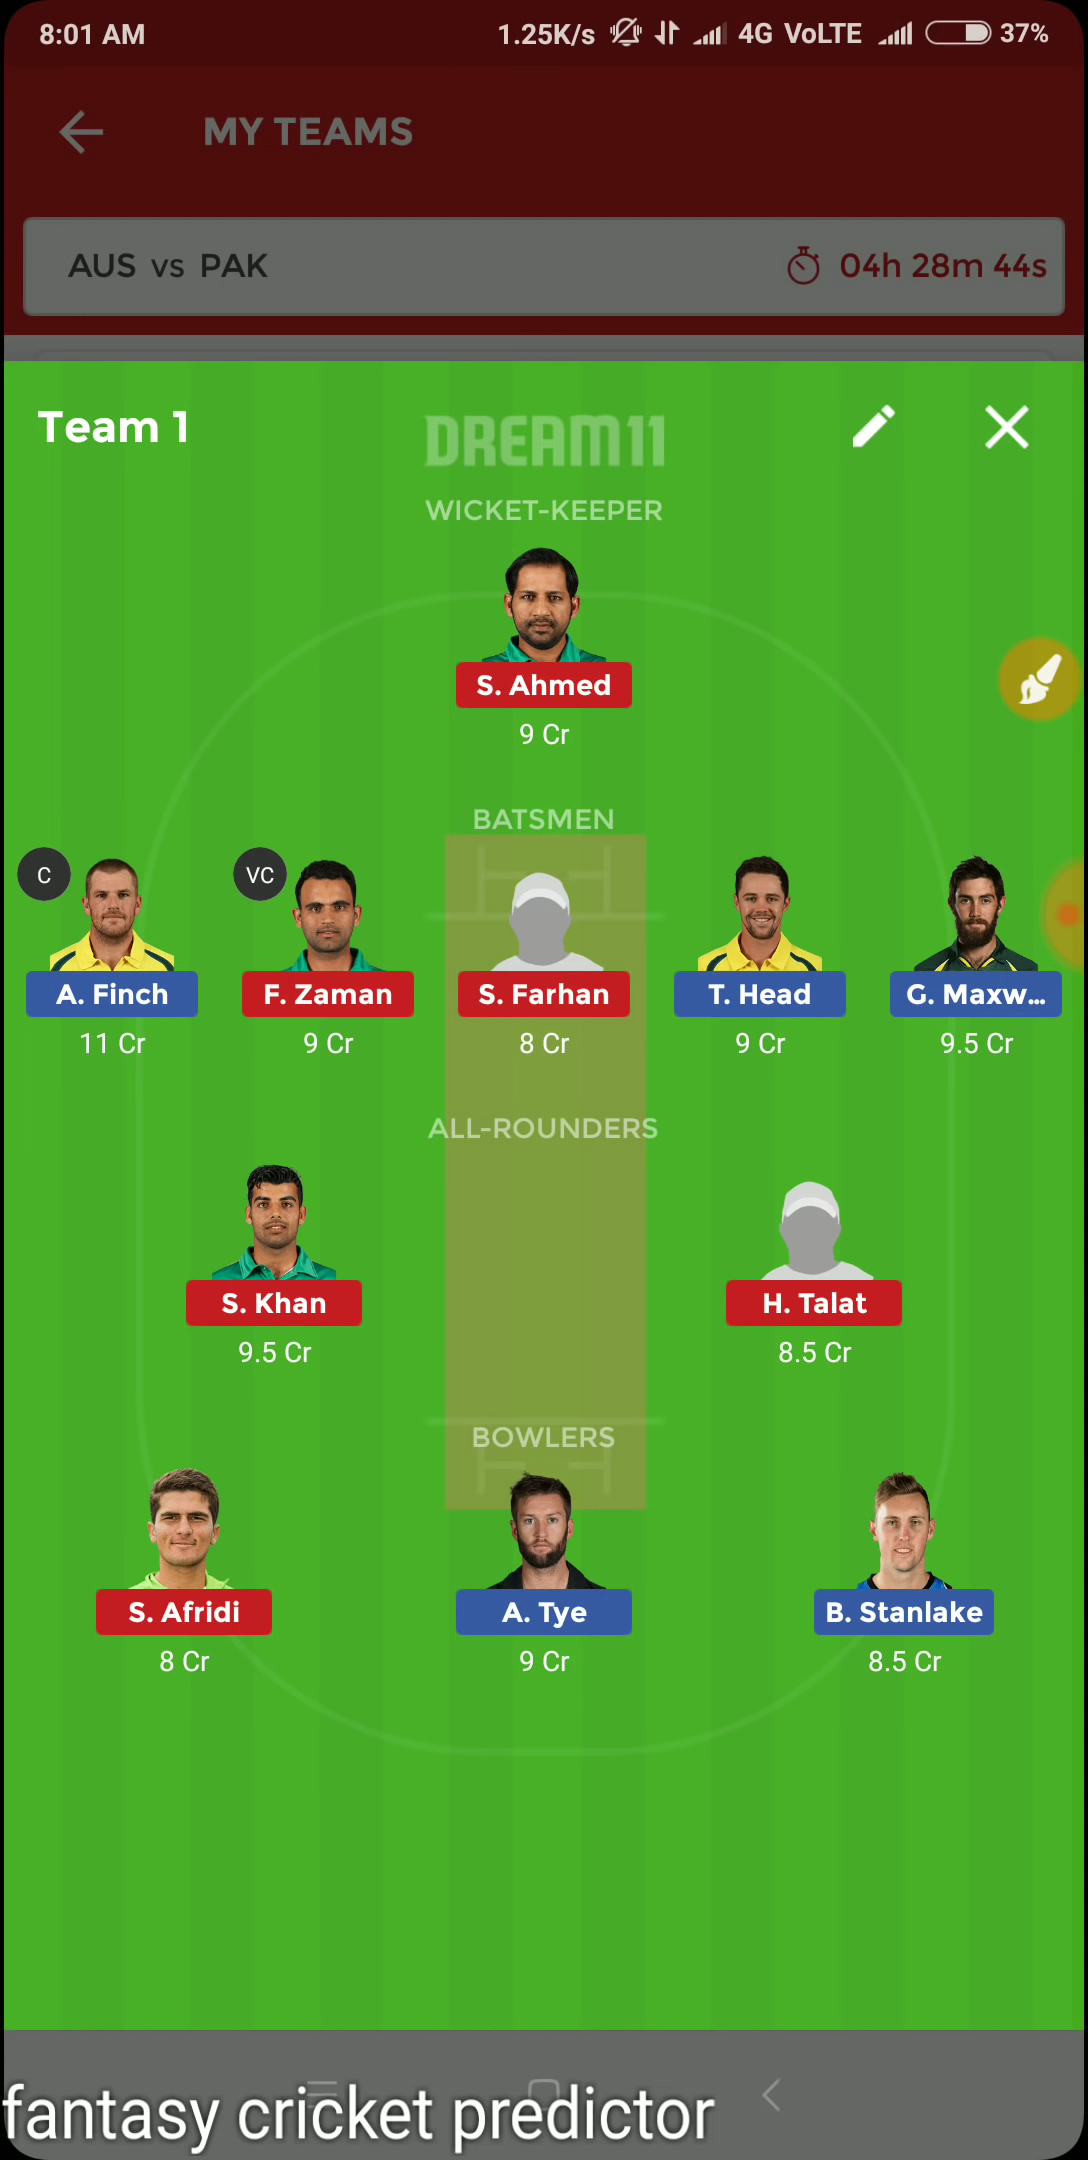 8:01 AM 1.25K/s 4G VoLTE 37%
MY TEAMS
AUS vs PAK 04h 28m 44s
Team 1 DREAM11
WICKET-KEEPER
S. Ahmed
9 Cr
BATSMEN
C VC
A. Finch F. Zaman S. Farhan T. Head G. Maxw...
11 Cr 9 Cr 8 Cr 9 Cr 9.5 Cr
ALL-ROUNDERS
S. Khan H. Talat
9.5 Cr 8.5 Cr
BOWLERS
S. Afridi A. Tye B. Stanlake
8 Cr 9 Cr 8.5 Cr
fantasy cricket predictor